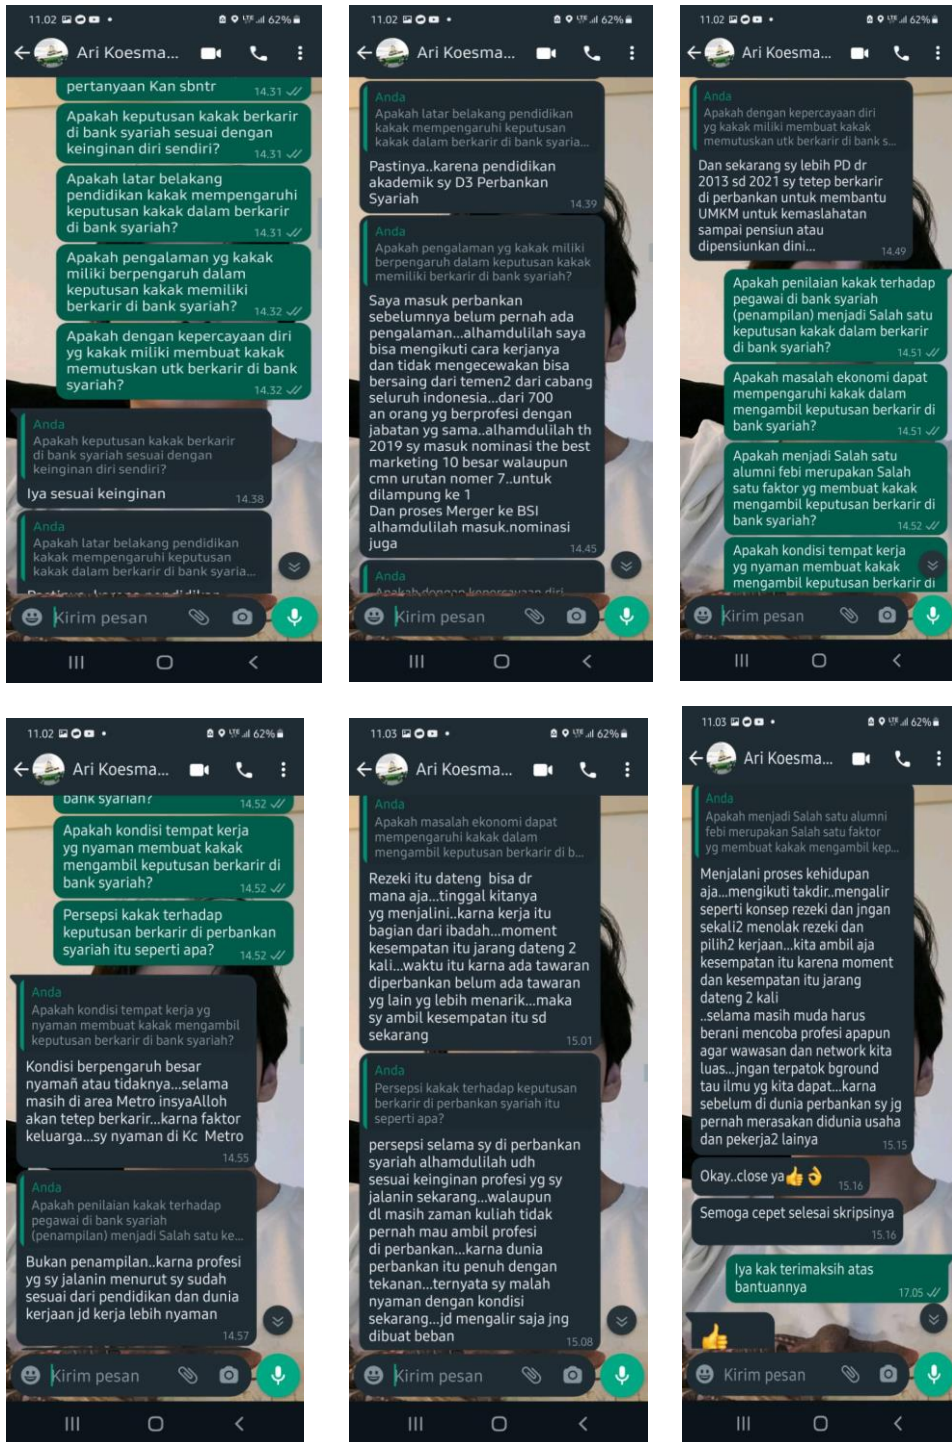 11.02
62%
Ari Koesma...
pertanyaan Kan sbntr
14.31
Apakah keputusan kakak berkarir
di bank syariah sesuai dengan
keinginan diri sendiri?
14.31
Apakah latar belakang
pendidikan kakak mempengaruhi
keputusan kakak dalam berkarir
di bank syariah?
14.31
Apakah pengalaman yg kakak
miliki berpengaruh dalam
keputusan kakak memiliki
berkarir di bank syariah?
14.32
Apakah dengan kepercayaan diri
yg kakak miliki membuat kakak
memutuskan utk berkarir di bank
syariah?
14.32
Anda
Apakah keputusan kakak berkarir
di bank syariah sesuai dengan
keinginan diri sendiri?
Iya sesuai keinginan
14.38
Anda
Apakah latar belakang pendidikan
kakak mempengaruhi keputusan
kakak dalam berkarir di bank syaria...
Kirim pesan
11.02
LTE 62%
Ari Koesma...
Anda
Apakah latar belakang pendidikan
kakak mempengaruhi keputusan
kakak dalam berkarir di bank syaria...
Pastinya..karena pendidikan
akademik sy D3 Perbankan
Syariah
14.39
Anda
Apakah pengalaman yg kakak miliki
berpengaruh dalam keputusan kakak
memiliki berkarir di bank syariah?
Saya masuk perbankan
sebelumnya belum pernah ada
pengalaman...alhamdulilah saya
bisa mengikuti cara kerjanya
dan tidak mengecewakan bisa
bersaing dari temen2 dari cabang
seluruh indonesia...dari 700
an orang yg berprofesi dengan
jabatan yg sama..alhamdulilah th
2019 sy masuk nominasi the best
marketing 10 besar walaupun
cmn urutan nomer 7..untuk
dilampung ke 1
Dan proses Merger ke BSI
alhamdulilah masuk.nominasi
juga
14.45
Anda
Apakah dengan kepercayaan diri
Kirim pesan
11.02
LTE 62%
Ari Koesma...
Anda
Apakah dengan kepercayaan diri
yg kakak miliki membuat kakak
memutuskan utk berkarir di bank s...
Dan sekarang sy lebih PD dr
2013 sd 2021 sy tetep berkarir
di perbankan untuk membantu
UMKM untuk kemaslahatan
sampai pensiun atau
dipensiunkan dini...
14.49
Apakah penilaian kakak terhadap
pegawai di bank syariah
(penampilan) menjadi Salah satu
keputusan kakak dalam berkarir
di bank syariah?
14.51
Apakah masalah ekonomi dapat
mempengaruhi kakak dalam
mengambil keputusan berkarir di
bank syariah?
14.51
Apakah menjadi Salah satu
alumni febi merupakan Salah
satu faktor yg membuat kakak
mengambil keputusan berkarir di
bank syariah?
14.52
Apakah kondisi tempat kerja
yg nyaman membuat kakak
mengambil keputusan berkarir di
Kirim pesan
11.02
LTE 62%
Ari Koesma...
bank syariah?
14.52
Apakah kondisi tempat kerja
yg nyaman membuat kakak
mengambil keputusan berkarir di
bank syariah?
14.52
Persepsi kakak terhadap
keputusan berkarir di perbankan
syariah itu seperti apa?
14.52
Anda
Apakah kondisi tempat kerja yg
nyaman membuat kakak mengambil
keputusan berkarir di bank syariah?
Kondisi berpengaruh besar
nyamañ atau tidaknya...selama
masih di area Metro insyaAlloh
akan tetep berkarir...karna faktor
keluarga...sy nyaman di Kc Metro
14.55
Anda
Apakah penilaian kakak terhadap
pegawai di bank syariah
(penampilan) menjadi Salah satu ke...
Bukan penampilan..karna profesi
yg sy jalanin menurut sy sudah
sesuai dari pendidikan dan dunia
kerjaan jd kerja lebih nyaman
14.57
Kirim pesan
11.03
LTE 62%
Ari Koesma...
Anda
Apakah masalah ekonomi dapat
mempengaruhi kakak dalam
mengambil keputusan berkarir di b...
Rezeki itu dateng bisa dr
mana aja...tinggal kitanya
yg menjalini..karna kerja itu
bagian dari ibadah...moment
kesempatan itu jarang dateng 2
kali...waktu itu karna ada tawaran
diperbankan belum ada tawaran
yg lain yg lebih menarik...maka
sy ambil kesempatan itu sd
sekarang
15.01
Anda
Persepsi kakak terhadap keputusan
berkarir di perbankan syariah itu
seperti apa?
persepsi selama sy di perbankan
syariah alhamdulilah udh
sesuai keinginan profesi yg sy
jalanin sekarang...walaupun
dl masih zaman kuliah tidak
pernah mau ambil profesi
di perbankan...karna dunia
perbankan itu penuh dengan
tekanan...ternyata sy malah
nyaman dengan kondisi
sekarang...jd mengalir saja jng
dibuat beban
15.08
Kirim pesan
11.03
LTE 62%
Ari Koesma...
Anda
Apakah menjadi Salah satu alumni
febi merupakan Salah satu faktor
yg membuat kakak mengambil kep...
Menjalani proses kehidupan
aja...mengikuti takdir..mengalir
seperti konsep rezeki dan jngan
sekali2 menolak rezeki dan
pilih2 kerjaan...kita ambil aja
kesempatan itu karena moment
dan kesempatan itu jarang
dateng 2 kali
..selama masih muda harus
berani mencoba profesi apapun
agar wawasan dan network kita
luas...jngan terpatok bground
tau ilmu yg kita dapat...karna
sebelum di dunia perbankan sy jg
pernah merasakan didunia usaha
dan pekerja2 lainya
15.15
Okay..close ya👍👌
15.16
Semoga cepet selesai skripsinya
15.16
Iya kak terimaksih atas
bantuannya
17.05
👍
Kirim pesan